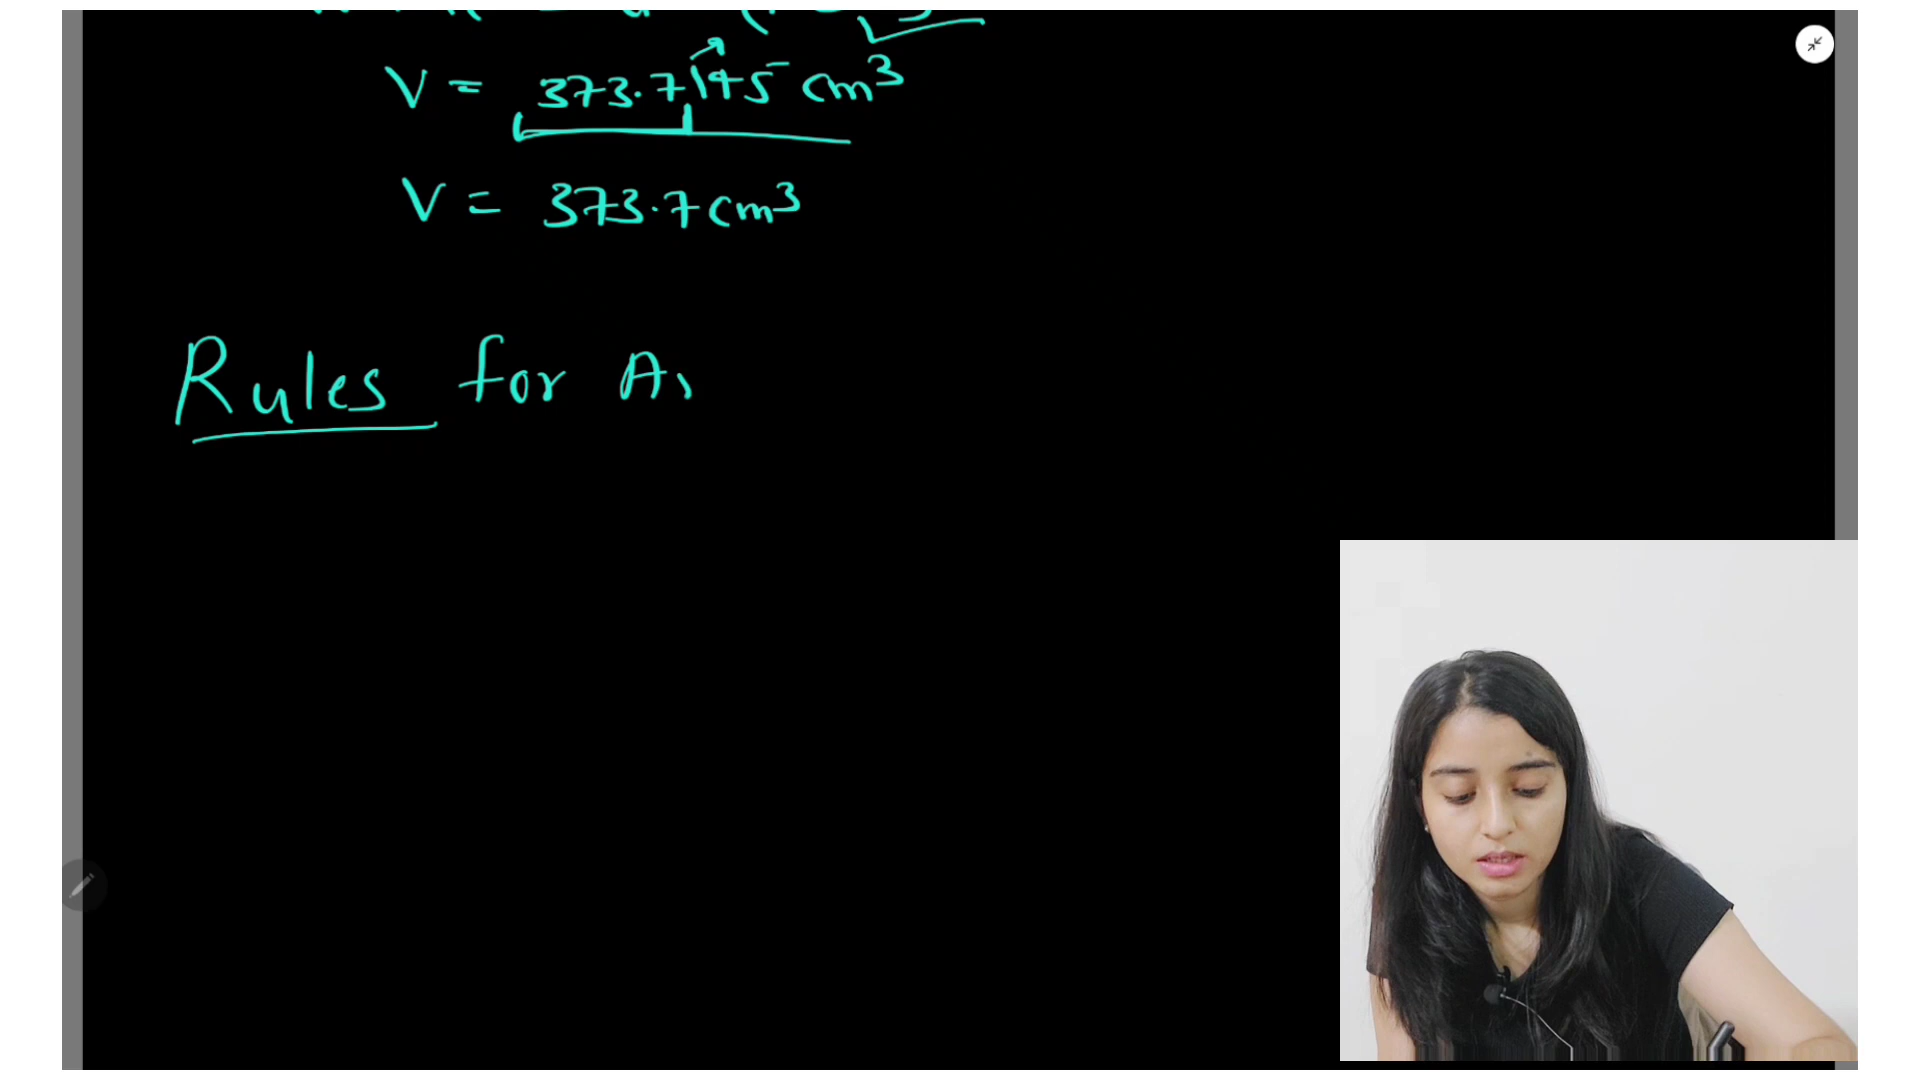 V = 373.7145 cm³
V = 373.7 cm³
Rules for